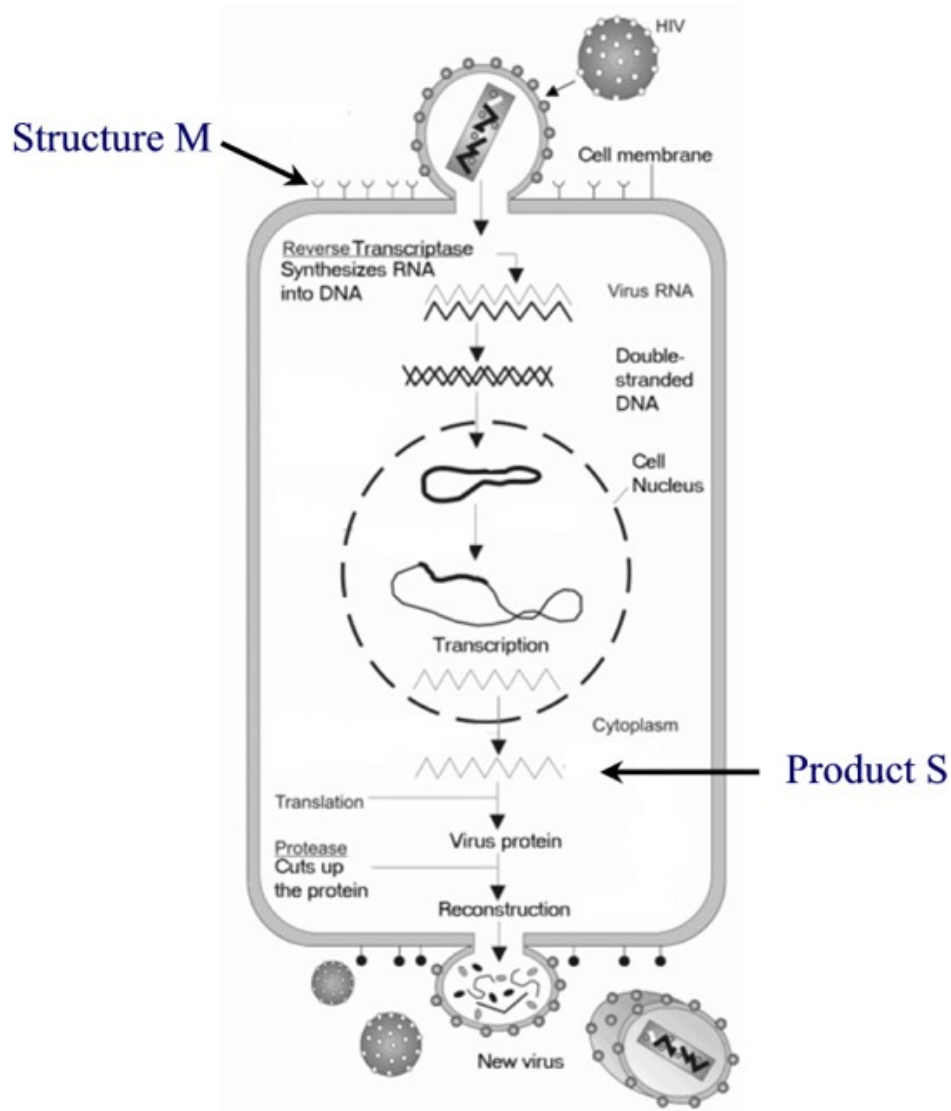 HIV
Structure M
Cell membrane
Reverse Transcriptase
Synthesizes RNA
into DNA
Virus RNA
Double-
stranded
DNA
Cell
Nucleus
Transcription
Cytoplasm
Product S
Translation
Virus protein
Protease
Cuts up
the protein
Reconstruction
New virus